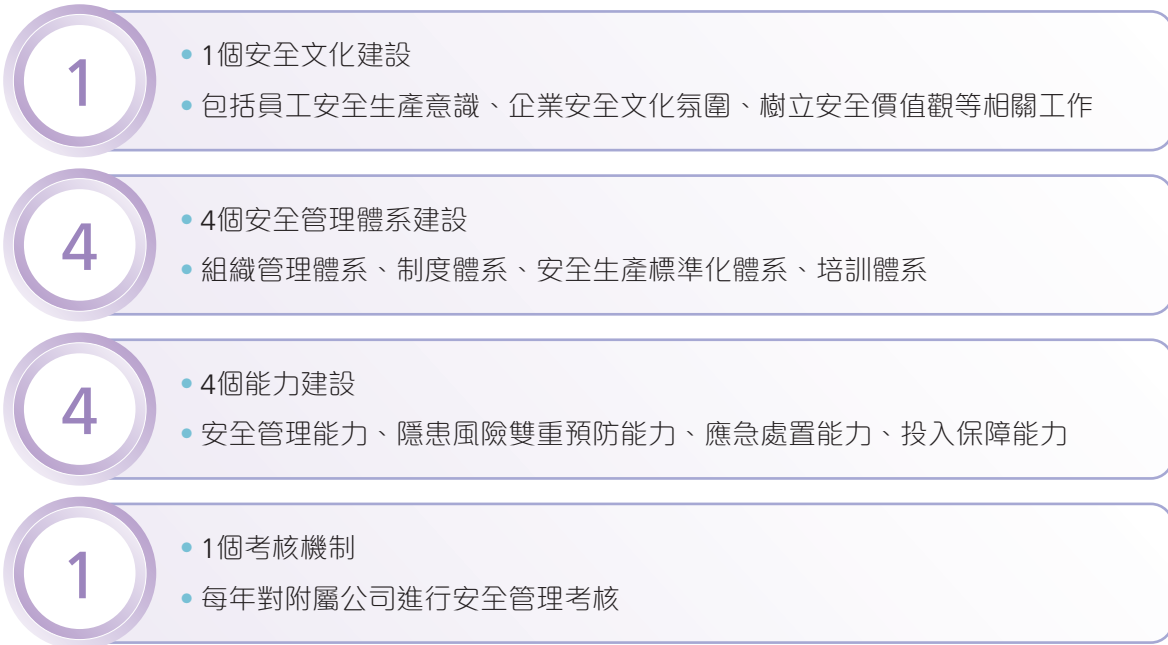 1
• 1個安全文化建設
• 包括員工安全生產意識、企業安全文化氛圍、樹立安全價值觀等相關工作
4
• 4個安全管理體系建設
• 組織管理體系、制度體系、安全生產標準化體系、培訓體系
4
• 4個能力建設
• 安全管理能力、隱患風險雙重預防能力、應急處置能力、投入保障能力
1
• 1個考核機制
• 每年對附屬公司進行安全管理考核